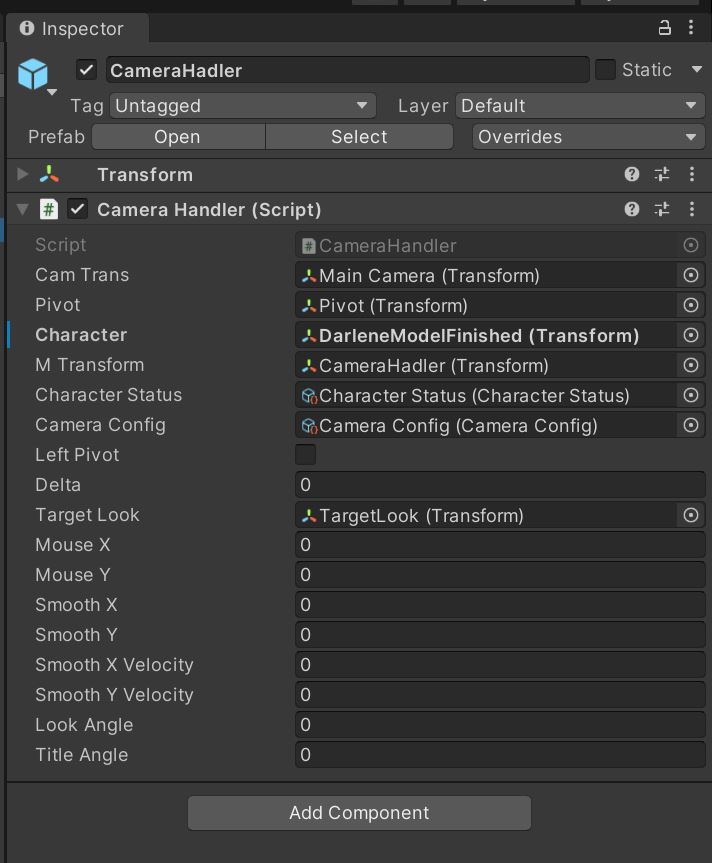 Inspector
CameraHadler
Static
Tag Untagged Layer Default
Prefab Open Select Overrides
Transform
# Camera Handler (Script)
Script # CameraHandler
Cam Trans Main Camera (Transform)
Pivot Pivot (Transform)
Character DarleneModelFinished (Transform)
M Transform CameraHadler (Transform)
Character Status Character Status (Character Status)
Camera Config Camera Config (Camera Config)
Left Pivot
Delta 0
Target Look TargetLook (Transform)
Mouse X 0
Mouse Y 0
Smooth X 0
Smooth Y 0
Smooth X Velocity 0
Smooth Y Velocity 0
Look Angle 0
Title Angle 0
Add Component